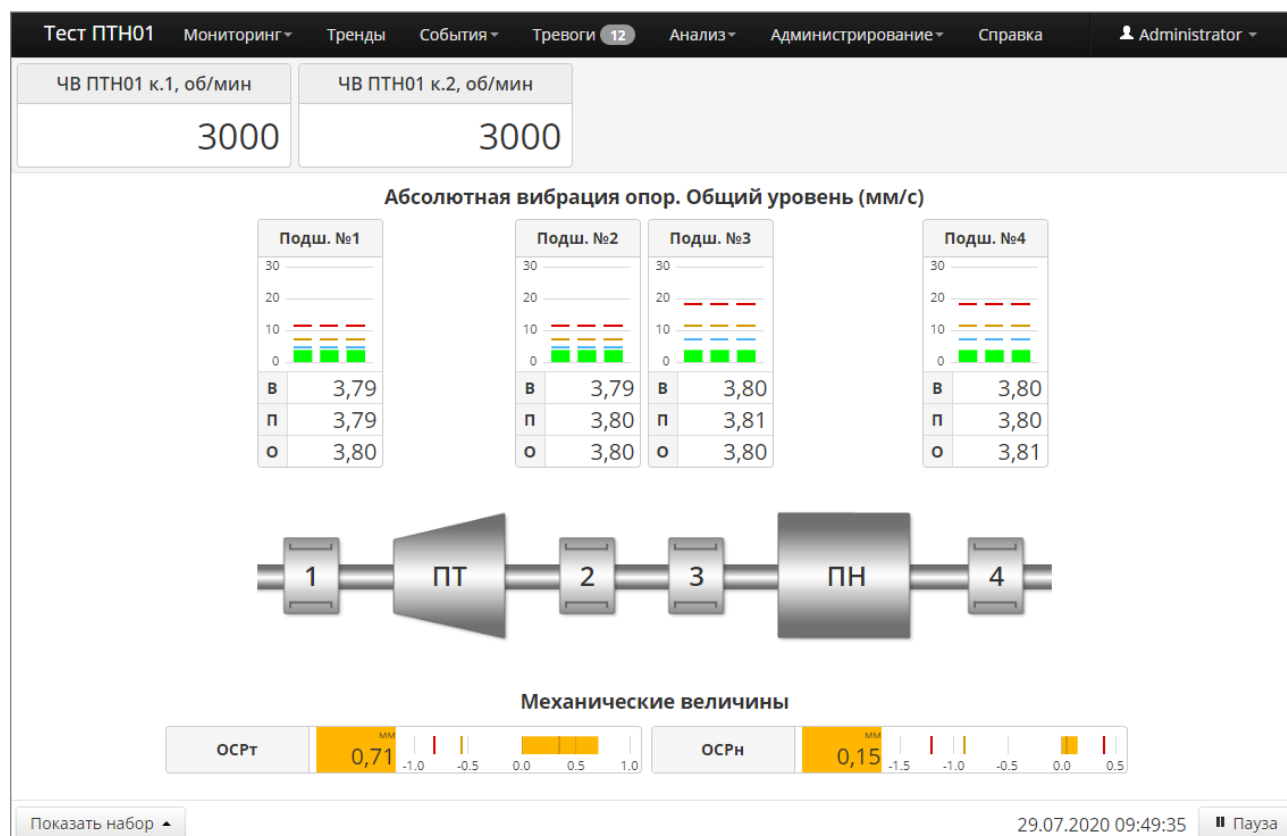 Тест ПТН01 Мониторинг Тренды События Тревоги 12 Анализ Администрирование Справка Administrator
ЧВ ПТН01 к.1, об/мин ЧВ ПТН01 к.2, об/мин
3000 3000
Абсолютная вибрация опор. Общий уровень (мм/с)
Подш. №1 Подш. №2 Подш. №3 Подш. №4
30 30 30 30
20 20 20 20
10 10 10 10
0 0 0 0
В 3,79 В 3,79 В 3,80 В 3,80
П 3,79 П 3,80 П 3,81 П 3,80
О 3,80 О 3,80 О 3,80 О 3,81
1 ПТ 2 3 ПН 4
Механические величины
ОСРт мм 0,71 ОСРн мм 0,15
-1.0 -0.5 0.0 0.5 1.0 -1.5 -1.0 -0.5 0.0 0.5
Показать набор 29.07.2020 09:49:35 Пауза